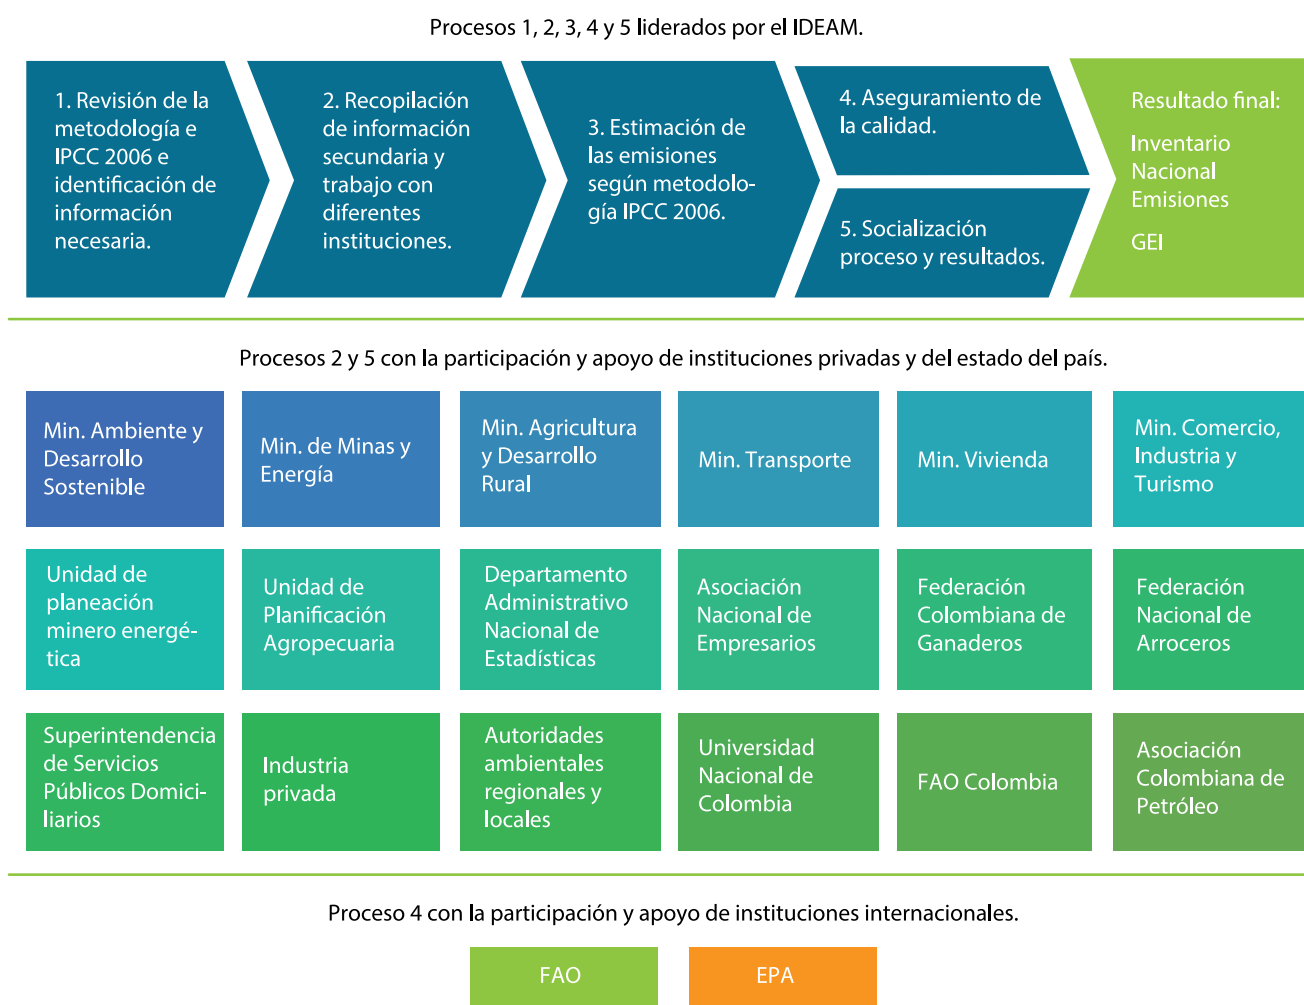 Procesos 1, 2, 3, 4 y 5 liderados por el IDEAM.
1. Revisión de la
metodología e
IPCC 2006 e
identificación de
información
necesaria.
2. Recopilación
de información
secundaria y
trabajo con
diferentes
instituciones.
3. Estimación de
las emisiones
según metodolo-
gía IPCC 2006.
4. Aseguramiento de
la calidad.
5. Socialización
proceso y resultados.
Resultado final:
Inventario
Nacional
Emisiones
GEI
Procesos 2 y 5 con la participación y apoyo de instituciones privadas y del estado del país.
Min. Ambiente y
Desarrollo
Sostenible
Min. de Minas y
Energía
Min. Agricultura
y Desarrollo
Rural
Min. Transporte
Min. Vivienda
Min. Comercio,
Industria y
Turismo
Unidad de
planeación
minero energé-
tica
Unidad de
Planificación
Agropecuaria
Departamento
Administrativo
Nacional de
Estadísticas
Asociación
Nacional de
Empresarios
Federación
Colombiana de
Ganaderos
Federación
Nacional de
Arroceros
Superintendencia
de Servicios
Públicos Domici-
liarios
Industria
privada
Autoridades
ambientales
regionales y
locales
Universidad
Nacional de
Colombia
FAO Colombia
Asociación
Colombiana de
Petróleo
Proceso 4 con la participación y apoyo de instituciones internacionales.
FAO
EPA